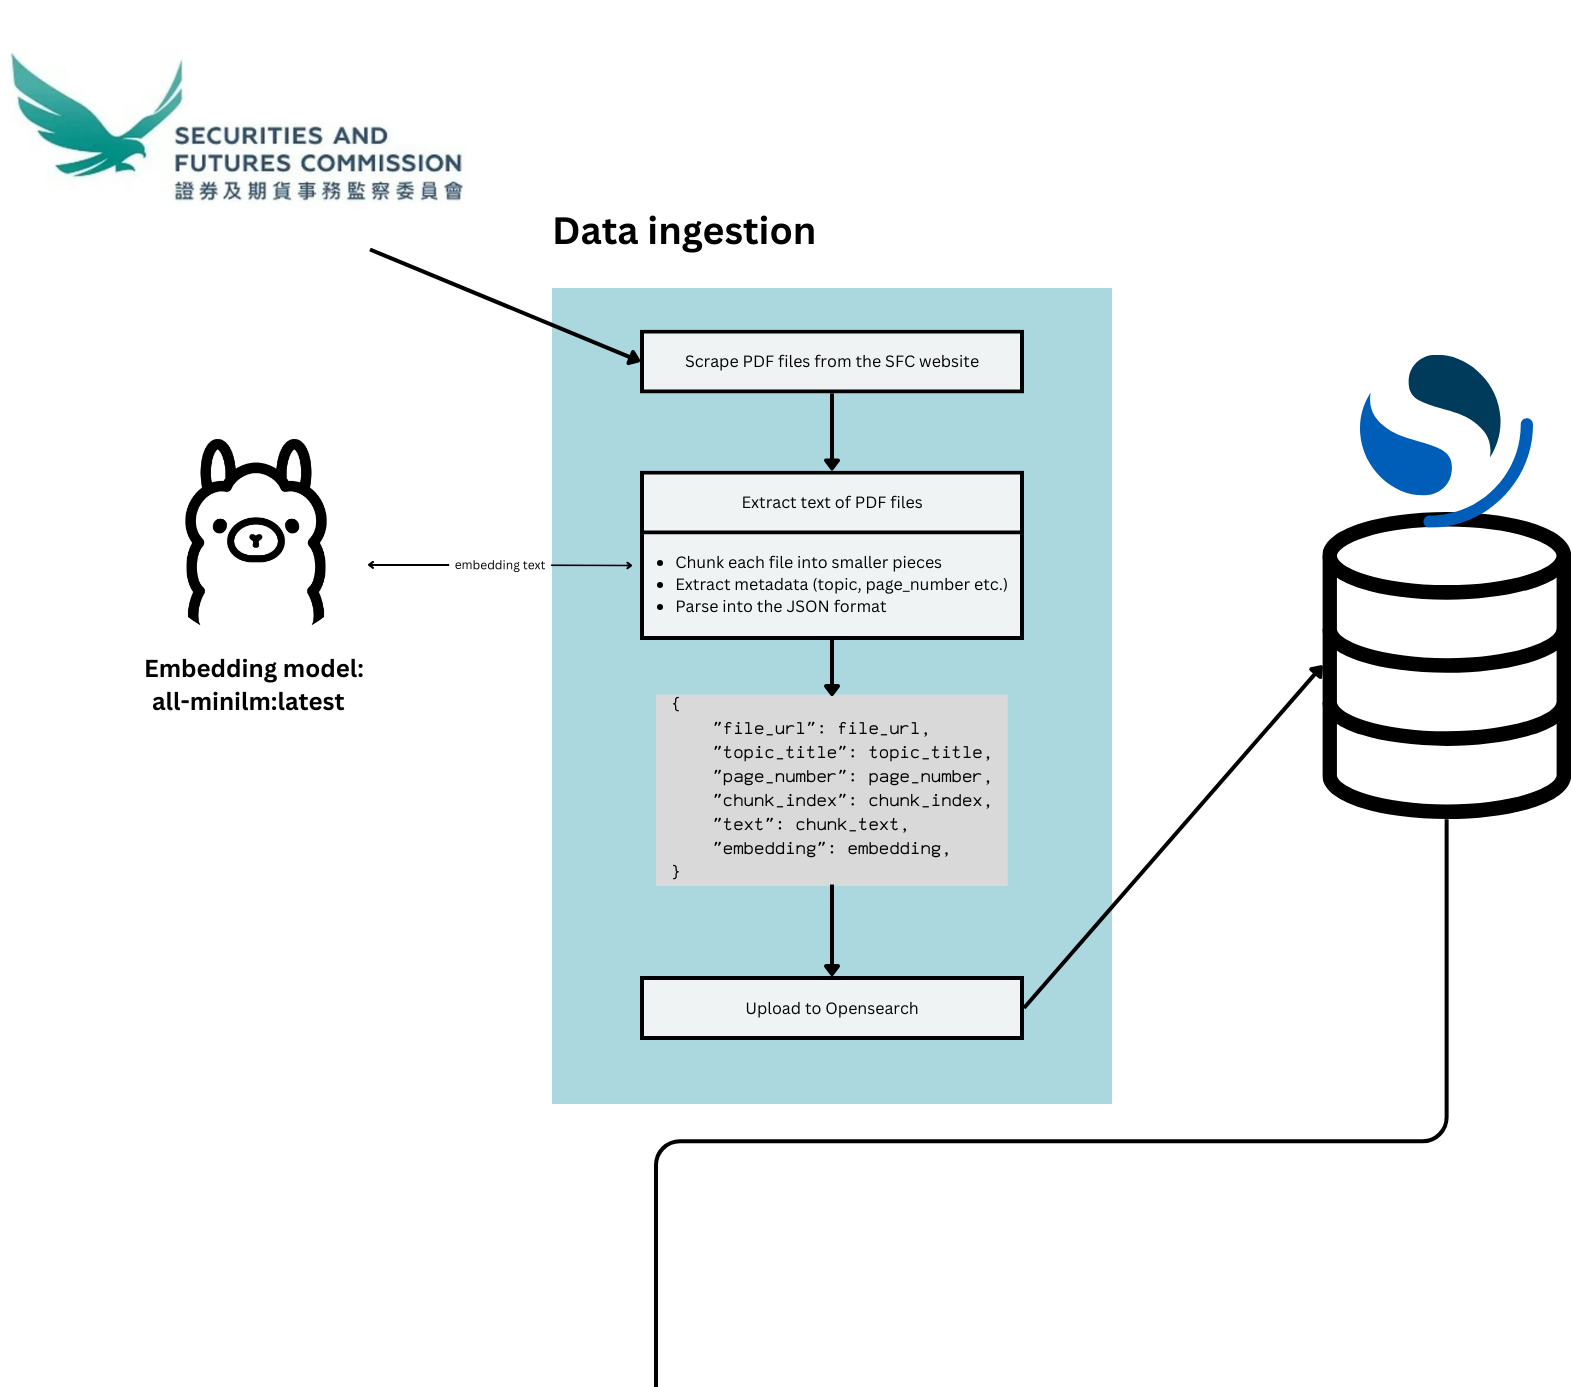 SECURITIES AND
FUTURES COMMISSION
證券及期貨事務監察委員會
Data ingestion
Scrape PDF files from the SFC website
Extract text of PDF files
• Chunk each file into smaller pieces
• Extract metadata (topic, page_number etc.)
• Parse into the JSON format
embedding text
Embedding model:
all-minilm:latest
{
"file_url": file_url,
"topic_title": topic_title,
"page_number": page_number,
"chunk_index": chunk_index,
"text": chunk_text,
"embedding": embedding,
}
Upload to Opensearch